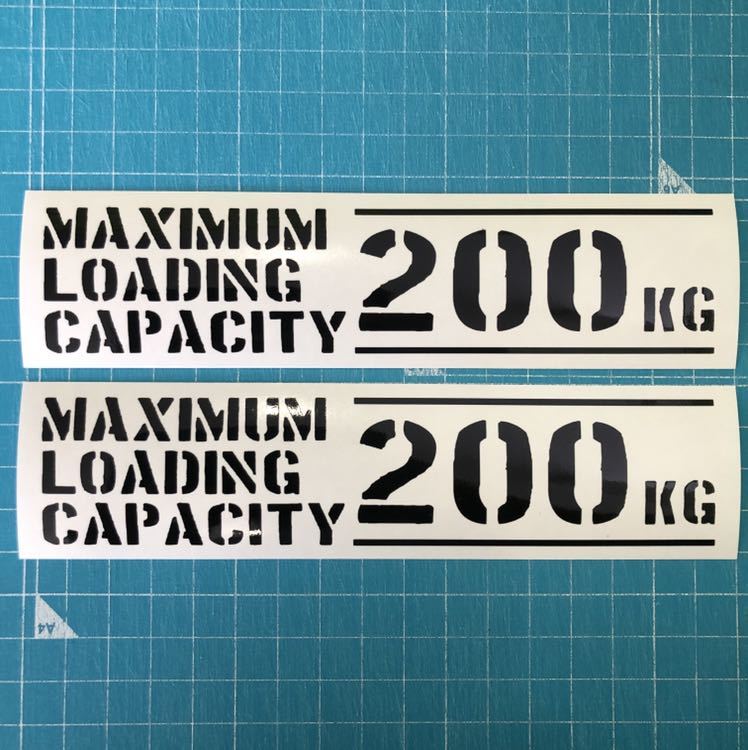 MAXIMUM
LOADING
CAPACITY
200 KG
MAXIMUM
LOADING
CAPACITY
200 KG
A4